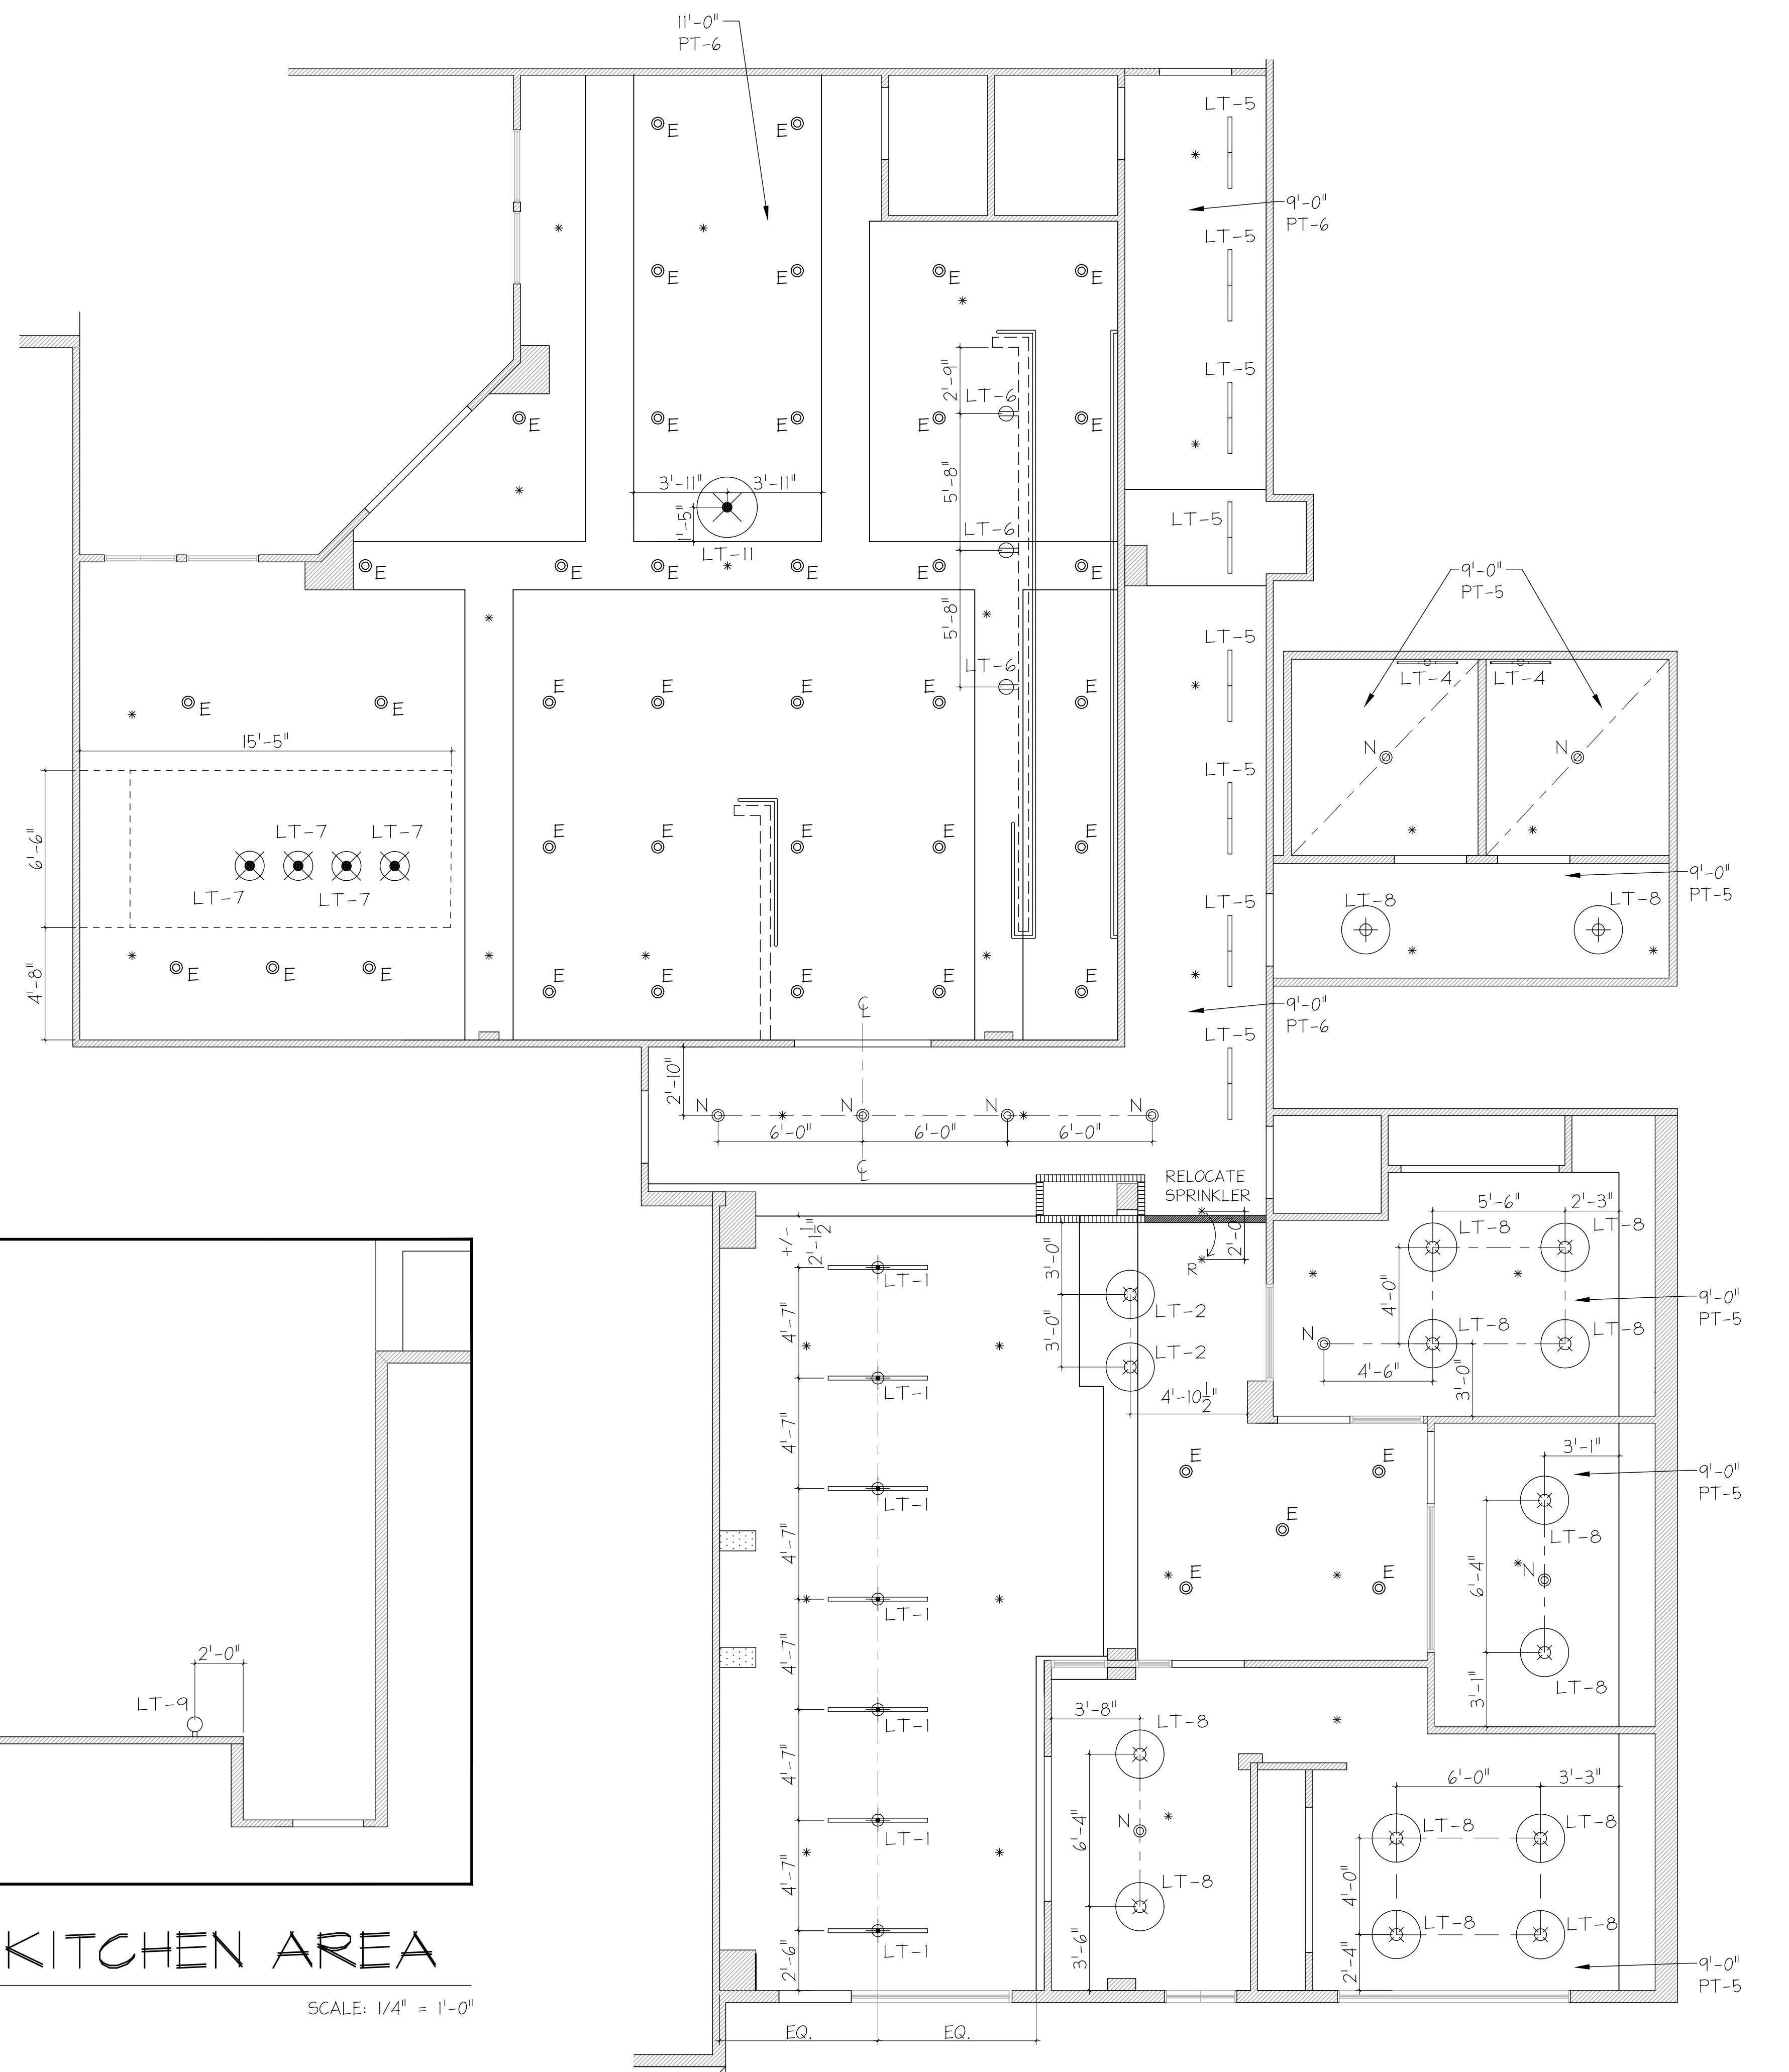 11'-0"
PT-6
LT-5
E
E
9'-0"
PT-6
LT-5
E
E
E
E
LT-5
2'-9"
LT-6
E
E
E
E
E
5'-8"
3'-11"
3'-11"
1'-5"
LT-11
LT-5
LT-6
E
E
E
E
E
E
9'-0"
PT-5
5'-8"
LT-5
LT-6
LT-4
LT-4
E
E
E
E
E
E
E
15'-5"
N
N
LT-5
6'-6"
LT-7
LT-7
LT-7
LT-7
E
E
E
E
E
9'-0"
PT-5
LT-8
LT-8
LT-5
4'-8"
E
E
E
E
E
E
E
E
9'-0"
PT-6
℄
LT-5
2'-10"
N
N
N
N
6'-0"
6'-0"
6'-0"
℄
RELOCATE
SPRINKLER
2'-0"
R
5'-6"
2'-3"
LT-8
LT-8
+/-
2'-1 1/2"
3'-0"
LT-1
4'-0"
9'-0"
PT-5
4'-7"
LT-2
3'-0"
N
LT-8
LT-8
LT-2
4'-6"
3'-0"
LT-1
4'-10 1/2"
4'-7"
3'-1"
E
E
9'-0"
PT-5
LT-1
E
LT-8
4'-7"
6'-4"
N
E
E
LT-1
4'-7"
2'-0"
LT-9
LT-8
3'-1"
LT-1
3'-8"
LT-8
4'-7"
6'-0"
3'-3"
LT-1
N
6'-4"
LT-8
LT-8
4'-7"
4'-0"
LT-8
LT-1
LT-8
LT-8
2'-6"
3'-6"
2'-4"
9'-0"
PT-5
KITCHEN AREA
SCALE: 1/4" = 1'-0"
EQ.
EQ.